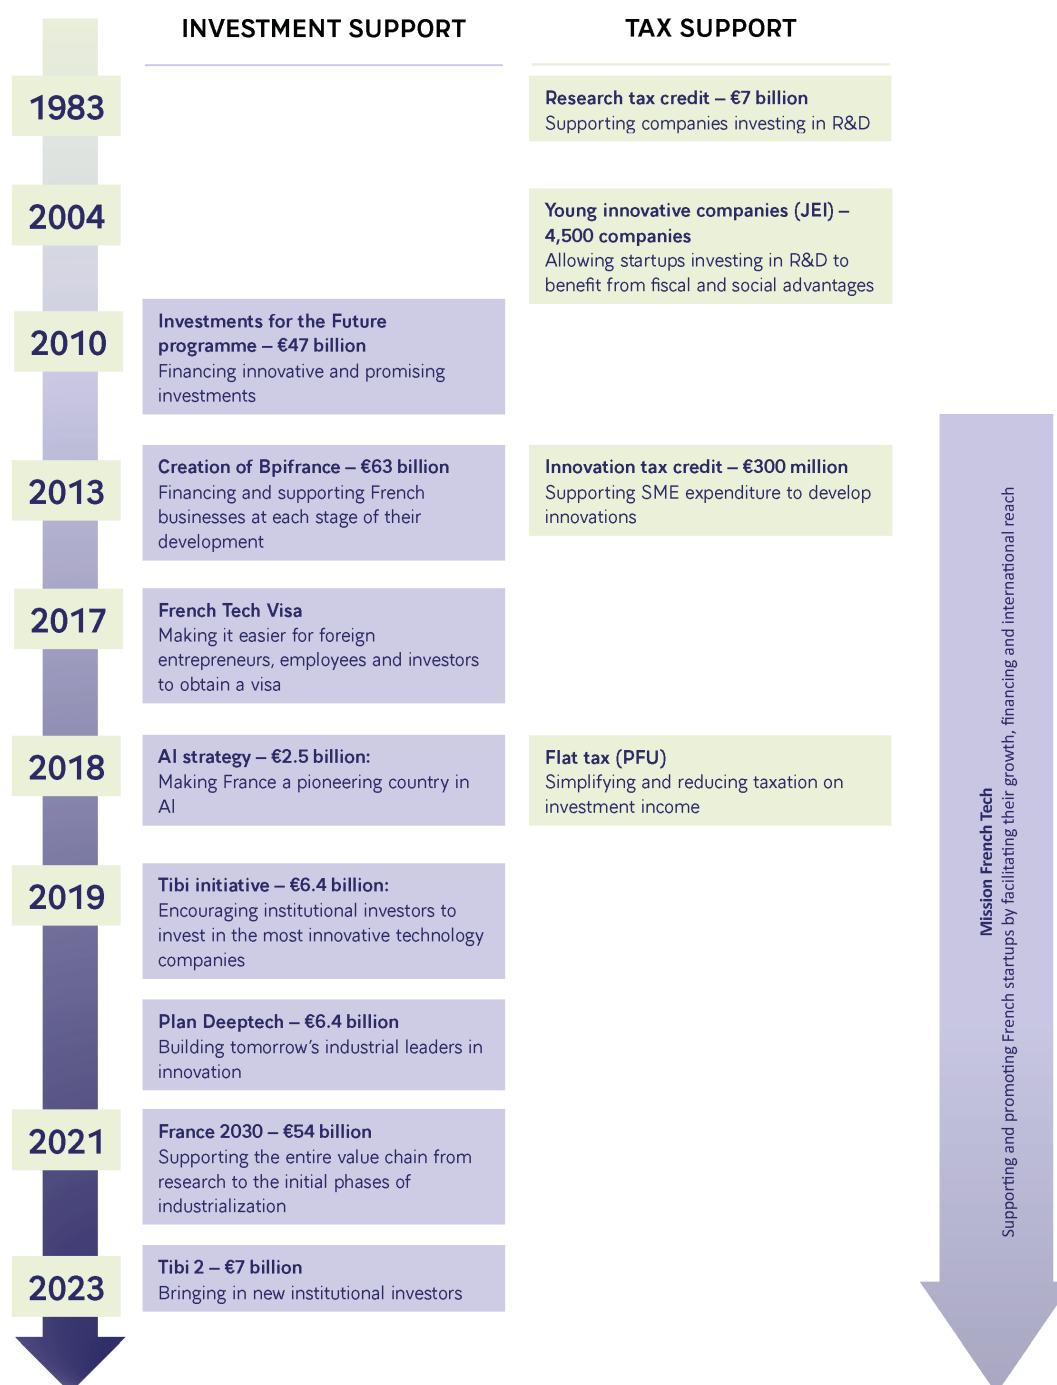 INVESTMENT SUPPORT
TAX SUPPORT
1983
Research tax credit – €7 billion
Supporting companies investing in R&D
2004
Young innovative companies (JEI) –
4,500 companies
Allowing startups investing in R&D to
benefit from fiscal and social advantages
2010
Investments for the Future
programme – €47 billion
Financing innovative and promising
investments
2013
Creation of Bpifrance – €63 billion
Financing and supporting French
businesses at each stage of their
development
Innovation tax credit – €300 million
Supporting SME expenditure to develop
innovations
2017
French Tech Visa
Making it easier for foreign
entrepreneurs, employees and investors
to obtain a visa
2018
AI strategy – €2.5 billion:
Making France a pioneering country in
AI
Flat tax (PFU)
Simplifying and reducing taxation on
investment income
2019
Tibi initiative – €6.4 billion:
Encouraging institutional investors to
invest in the most innovative technology
companies
Plan Deeptech – €6.4 billion
Building tomorrow's industrial leaders in
innovation
2021
France 2030 – €54 billion
Supporting the entire value chain from
research to the initial phases of
industrialization
2023
Tibi 2 – €7 billion
Bringing in new institutional investors
Mission French Tech
Supporting and promoting French startups by facilitating their growth, financing and international reach